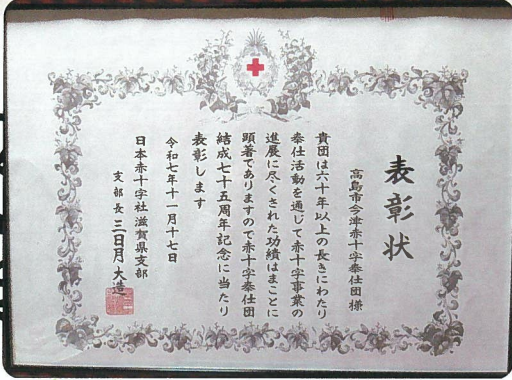 表彰状
高島市今津赤十字奉仕団様
貴団は六十年以上の長きにわたり
奉仕活動を通じて赤十字事業の
進展に尽くされた功績はまことに
顕著でありますので赤十字奉仕団
結成七十五周年記念に当たり
表彰します
令和七年十一月十七日
日本赤十字社滋賀県支部
支部長 三日月大造